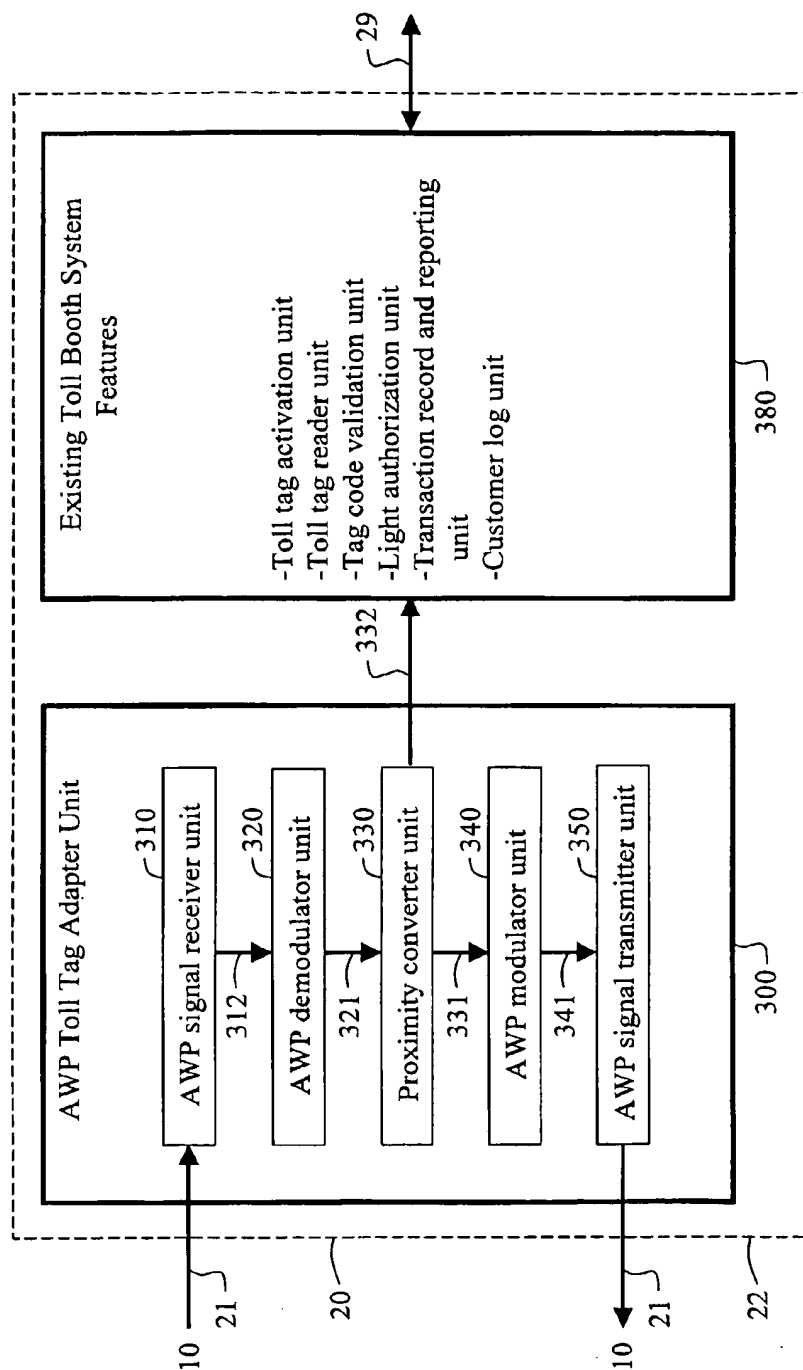 AWP Toll Tag Adapter Unit
10
21
AWP signal receiver unit
310
312
AWP demodulator unit
320
321
Proximity converter unit
330
332
331
AWP modulator unit
340
341
AWP signal transmitter unit
350
10
21
20
22
300
Existing Toll Booth System
Features
-Toll tag activation unit
-Toll tag reader unit
-Tag code validation unit
-Light authorization unit
-Transaction record and reporting
unit
-Customer log unit
380
29